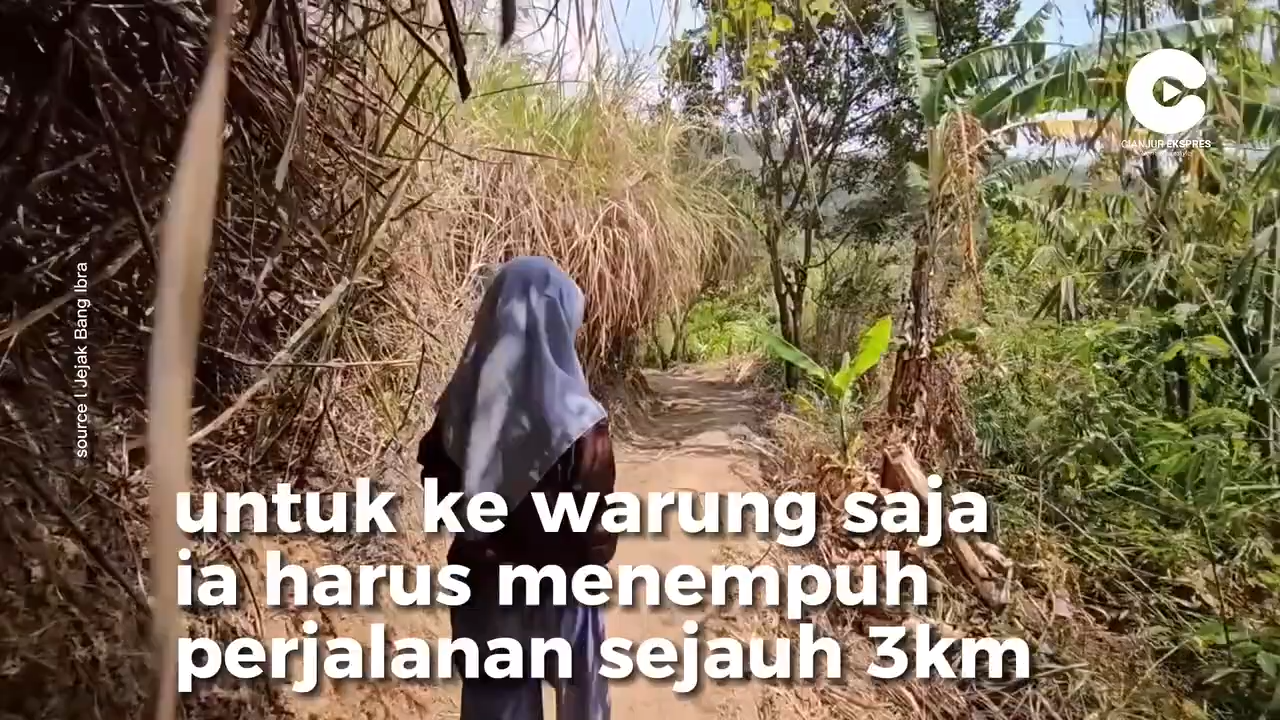 CIANJUR EKSPRES
source l Jejak Bang Ibra
untuk ke warung saja
ia harus menempuh
perjalanan sejauh 3km